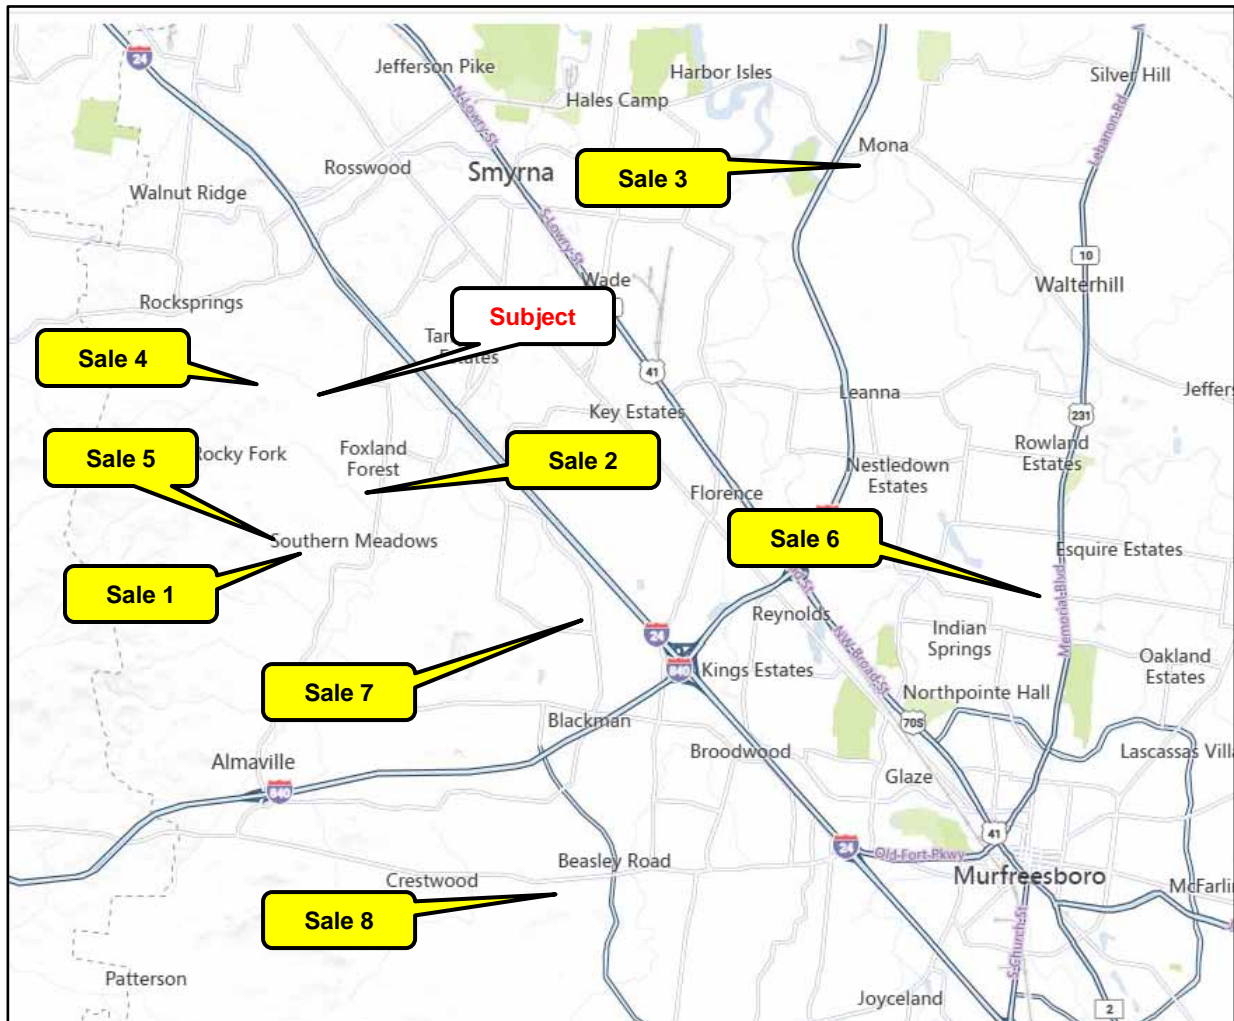 24
Jefferson Pike
Harbor Isles
Silver Hill
Hales Camp
N-Lowry-St
Lebanon-Rd
Mona
Rosswood
Smyrna
Sale 3
Walnut Ridge
S-Lowry-St
10
Wade
Walterhill
Rocksprings
Subject
Sale 4
Estates
41
Leanna
Jeffers
Key Estates
231
Foxland
Forest
Rowland
Estates
Sale 5
Rocky Fork
Sale 2
Nestledown
Estates
Florence
Southern Meadows
Sale 6
Esquire Estates
Sale 1
Reynolds
Memorial-Blvd
Indian
Springs
24
NW-Broad-St
Oakland
Estates
840
Kings Estates
Sale 7
Northpointe Hall
Blackman
70S
Broodwood
Lascassas Villa
Almaville
Glaze
840
41
24
Old-Fort-Pkwy
Beasley Road
Crestwood
Murfreesboro
McFarlin
Sale 8
S-Church-St
Patterson
Joyceland
2